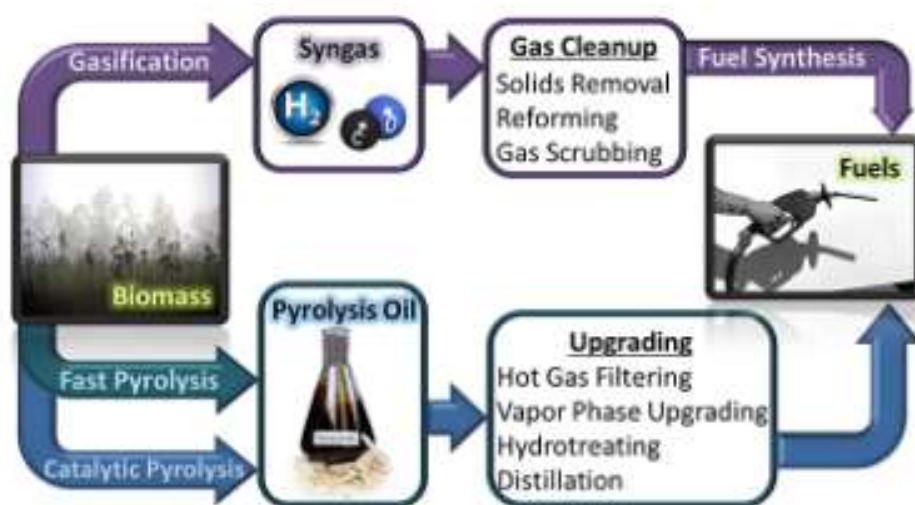 Gasification
Syngas
H2
C O
Gas Cleanup
Solids Removal
Reforming
Gas Scrubbing
Fuel Synthesis
Biomass
Fuels
Fast Pyrolysis
Catalytic Pyrolysis
Pyrolysis Oil
Upgrading
Hot Gas Filtering
Vapor Phase Upgrading
Hydrotreating
Distillation